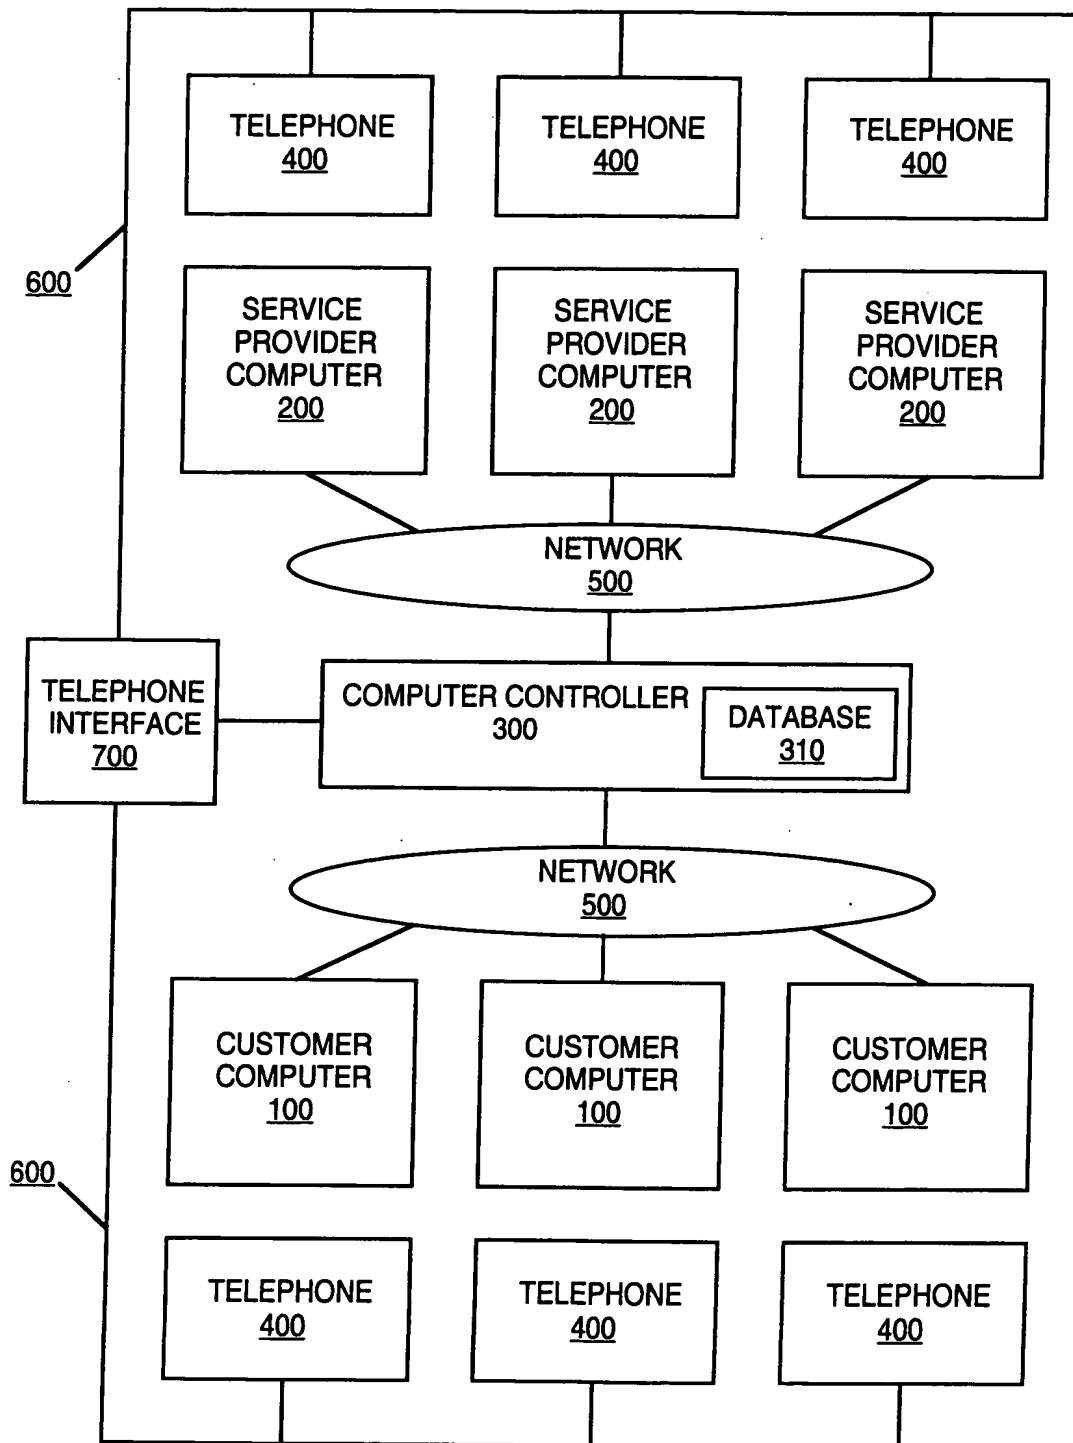 TELEPHONE
400
TELEPHONE
400
TELEPHONE
400
600
SERVICE
PROVIDER
COMPUTER
200
SERVICE
PROVIDER
COMPUTER
200
SERVICE
PROVIDER
COMPUTER
200
NETWORK
500
TELEPHONE
INTERFACE
700
COMPUTER CONTROLLER
300
DATABASE
310
NETWORK
500
CUSTOMER
COMPUTER
100
CUSTOMER
COMPUTER
100
CUSTOMER
COMPUTER
100
600
TELEPHONE
400
TELEPHONE
400
TELEPHONE
400